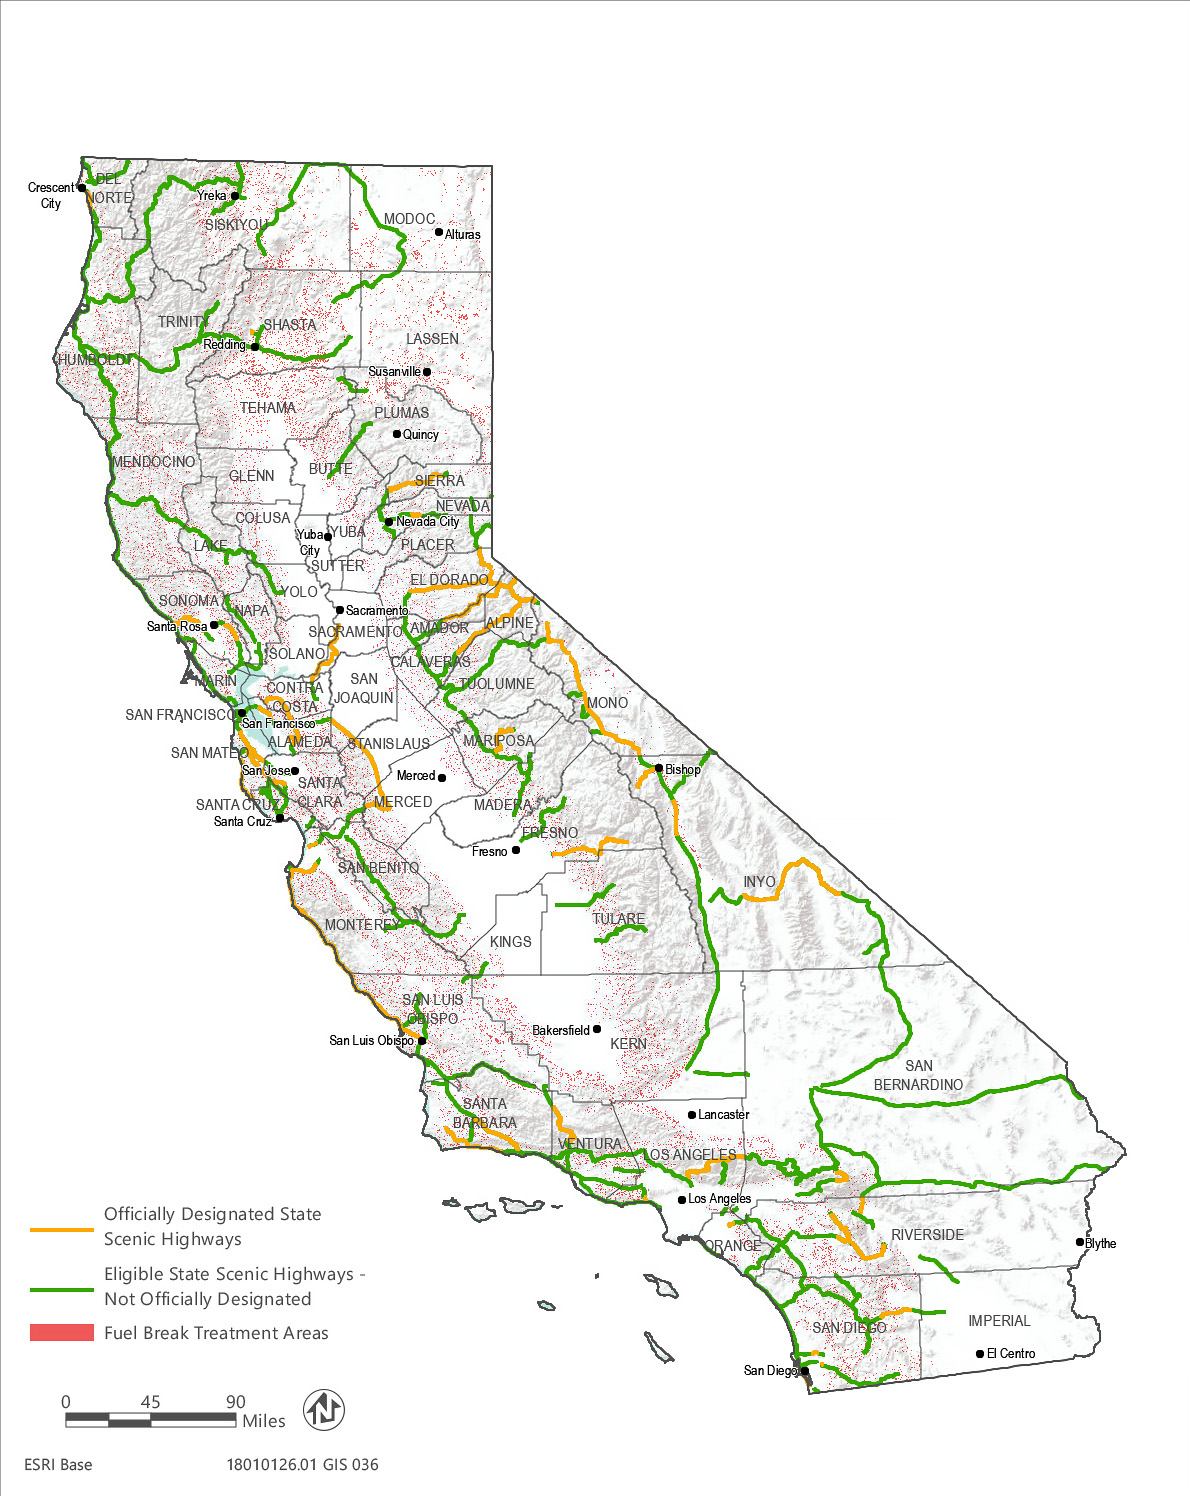 DEL
NORTE
Crescent
City
Yreka
SISKIYOU
MODOC
Alturas
TRINITY
SHASTA
Redding
LASSEN
HUMBOLDT
Susanville
TEHAMA
PLUMAS
Quincy
MENDOCINO
GLENN
BUTTE
SIERRA
NEVADA
COLUSA
Nevada City
Yuba
City
YUBA
LAKE
PLACER
SUTTER
EL DORADO
YOLO
SONOMA
NAPA
Sacramento
Santa Rosa
SACRAMENTO
AMADOR
ALPINE
SOLANO
CALAVERAS
MARIN
CONTRA
COSTA
SAN
JOAQUIN
TUOLUMNE
MONO
SAN FRANCISCO
San Francisco
ALAMEDA
STANISLAUS
MARIPOSA
SAN MATEO
San Jose
Merced
Bishop
SANTA
CLARA
SANTA CRUZ
MERCED
MADERA
Santa Cruz
FRESNO
Fresno
SAN BENITO
INYO
MONTEREY
TULARE
KINGS
SAN LUIS
OBISPO
San Luis Obispo
Bakersfield
KERN
SAN
BERNARDINO
SANTA
BARBARA
Lancaster
VENTURA
LOS ANGELES
Los Angeles
ORANGE
RIVERSIDE
Blythe
IMPERIAL
SAN DIEGO
El Centro
San Diego
Officially Designated State
Scenic Highways
Eligible State Scenic Highways -
Not Officially Designated
Fuel Break Treatment Areas
0 45 90
Miles
N
ESRI Base 18010126.01 GIS 036